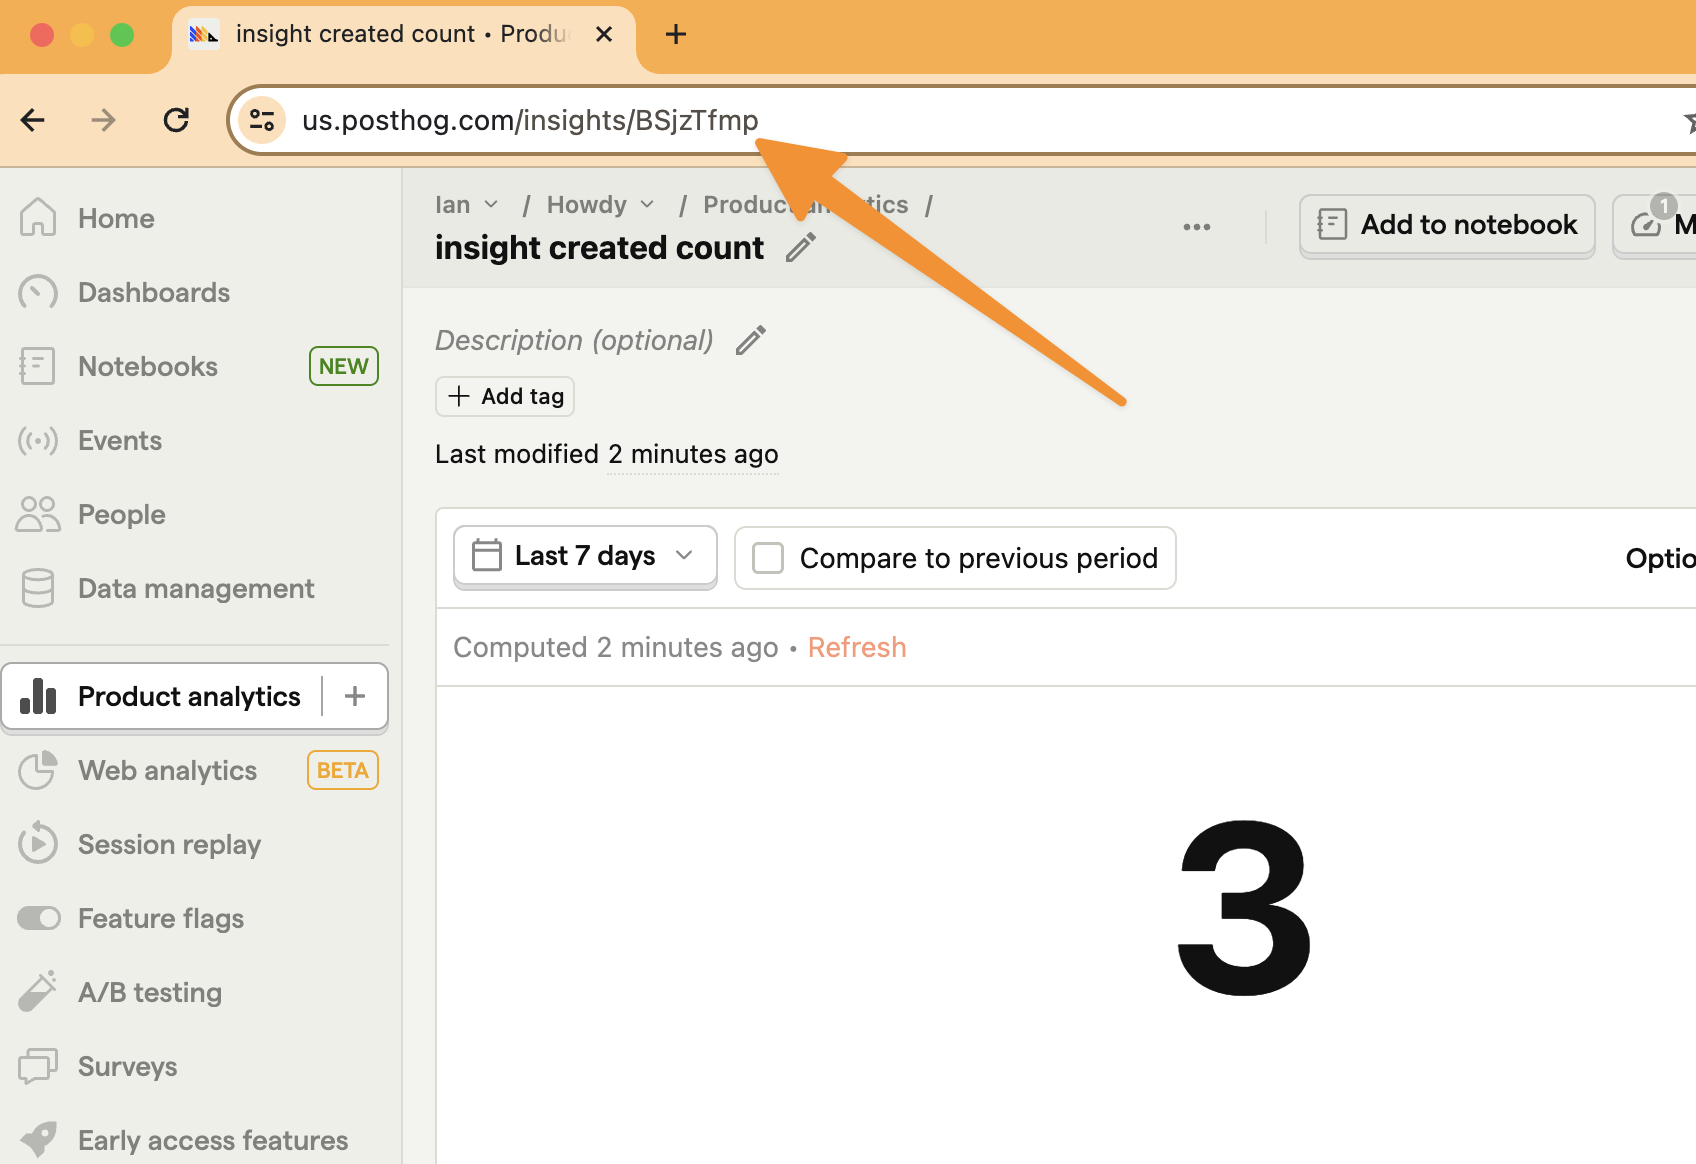 insight created count • Produ
us.posthog.com/insights/BSjzTfmp
Home
Dashboards
Notebooks NEW
Events
People
Data management
Product analytics
Web analytics BETA
Session replay
Feature flags
A/B testing
Surveys
Early access features
Ian / Howdy / Product analytics /
insight created count
Add to notebook
1
M
Description (optional)
Add tag
Last modified 2 minutes ago
Last 7 days
Compare to previous period
Optio
Computed 2 minutes ago • Refresh
3